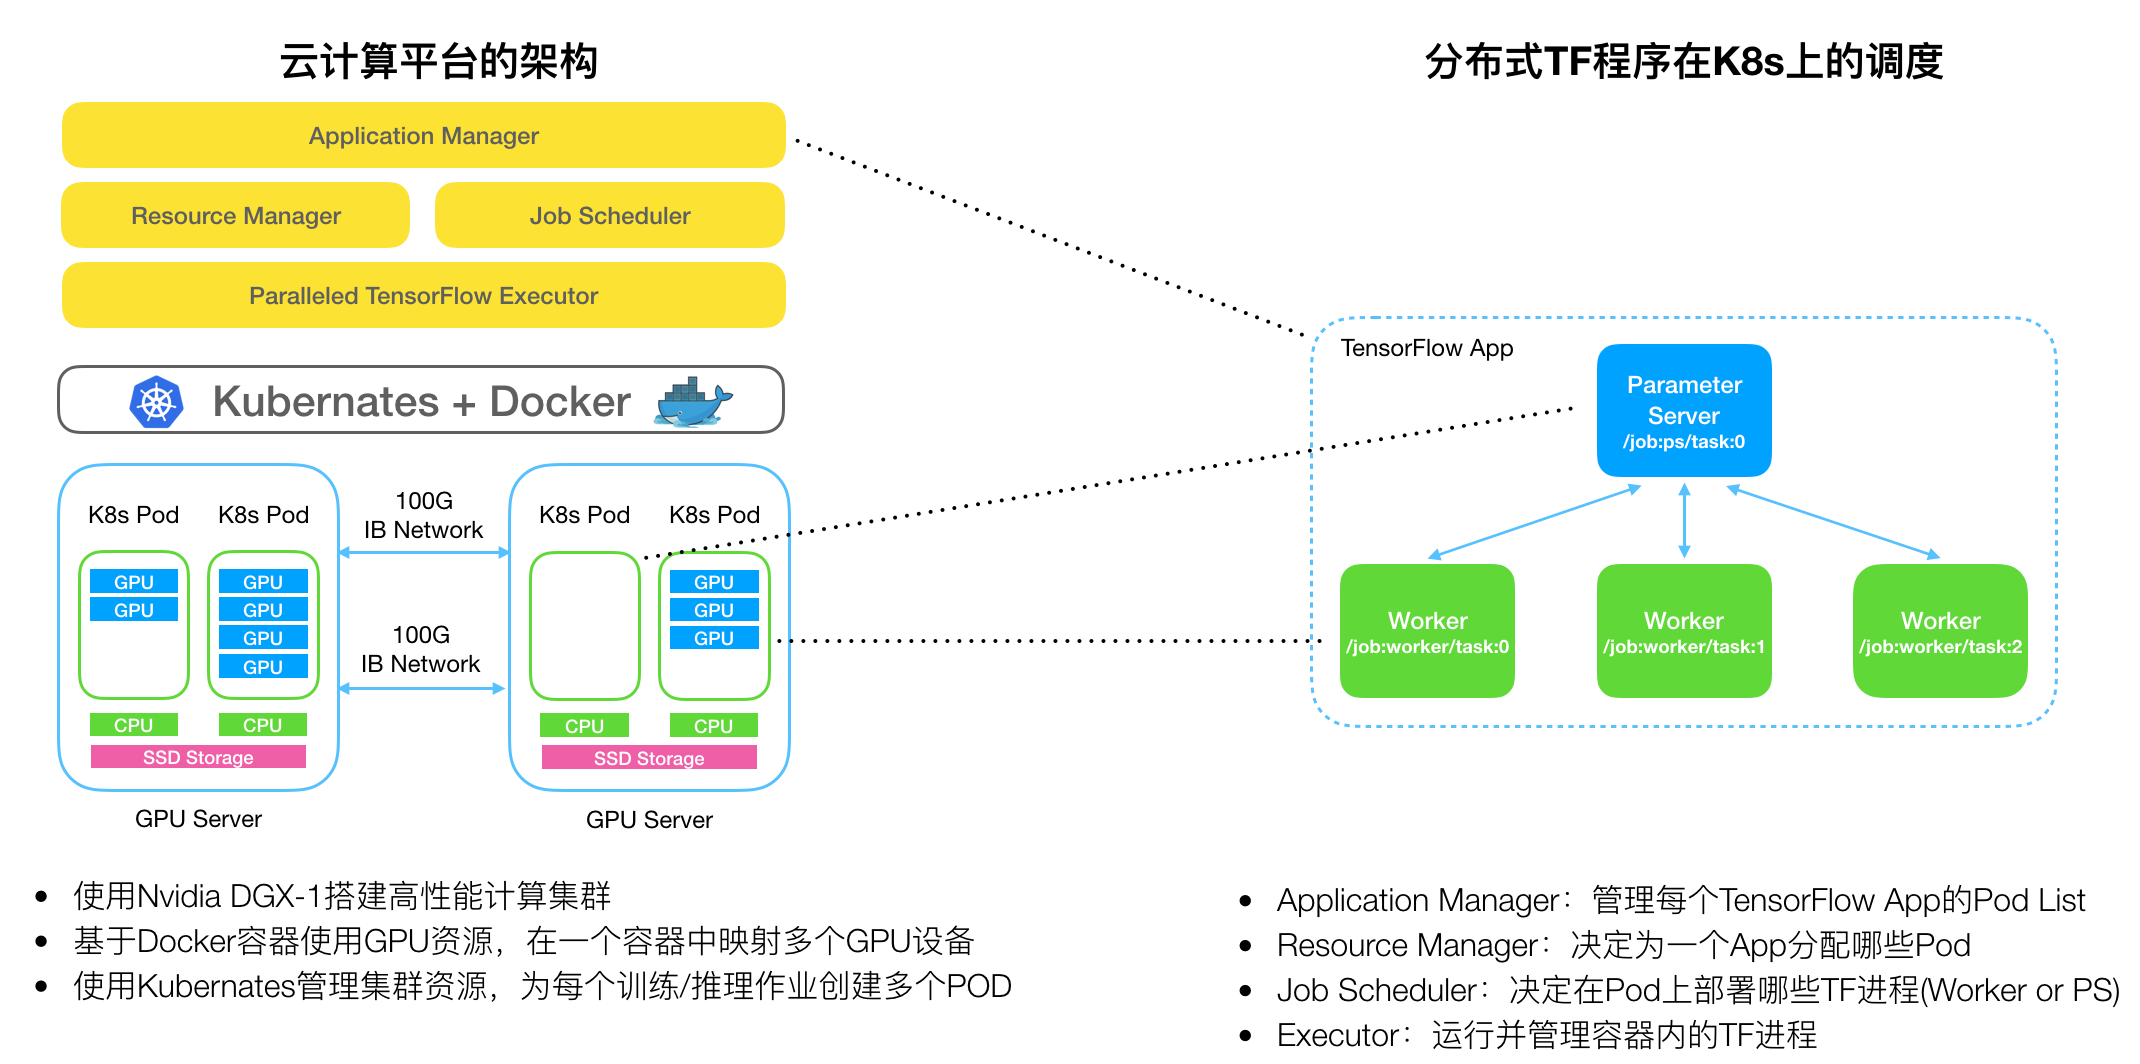 云计算平台的架构
Application Manager
Resource Manager
Job Scheduler
Paralleled TensorFlow Executor
Kubernates + Docker
K8s Pod
K8s Pod
GPU
GPU
GPU
GPU
GPU
GPU
CPU
CPU
SSD Storage
GPU Server
100G
IB Network
100G
IB Network
K8s Pod
K8s Pod
GPU
GPU
GPU
CPU
CPU
SSD Storage
GPU Server
• 使用Nvidia DGX-1搭建高性能计算集群
• 基于Docker容器使用GPU资源，在一个容器中映射多个GPU设备
• 使用Kubernates管理集群资源，为每个训练/推理作业创建多个POD
分布式TF程序在K8s上的调度
TensorFlow App
Parameter
Server
/job:ps/task:0
Worker
/job:worker/task:0
Worker
/job:worker/task:1
Worker
/job:worker/task:2
• Application Manager：管理每个TensorFlow App的Pod List
• Resource Manager：决定为一个App分配哪些Pod
• Job Scheduler：决定在Pod上部署哪些TF进程(Worker or PS)
• Executor：运行并管理容器内的TF进程